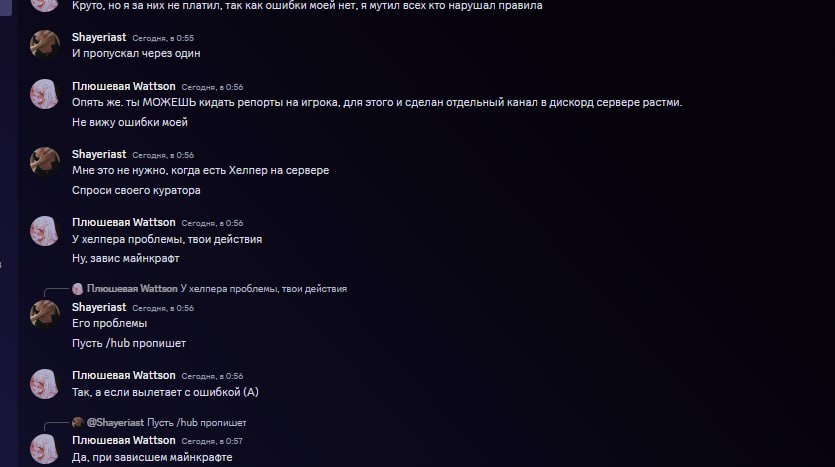 Круто, но я за них не платил, так как ошибки моей нет, я мутил всех кто нарушал правила
Shayeriast Сегодня, в 0:55
И пропускал через один
Плюшевая Wattson Сегодня, в 0:56
Опять же. ты МОЖЕШЬ кидать репорты на игрока, для этого и сделан отдельный канал в дискорд сервере растми.
Не вижу ошибки моей
Shayeriast Сегодня, в 0:56
Мне это не нужно, когда есть Хелпер на сервере
Спроси своего куратора
Плюшевая Wattson Сегодня, в 0:56
У хелпера проблемы, твои действия
Ну, завис майнкрафт
Плюшевая Wattson У хелпера проблемы, твои действия
Shayeriast Сегодня, в 0:56
Его проблемы
Пусть /hub пропишет
Плюшевая Wattson Сегодня, в 0:56
Так, а если вылетает с ошибкой (А)
@Shayeriast Пусть /hub пропишет
Плюшевая Wattson Сегодня, в 0:57
Да, при зависшем майнкрафте